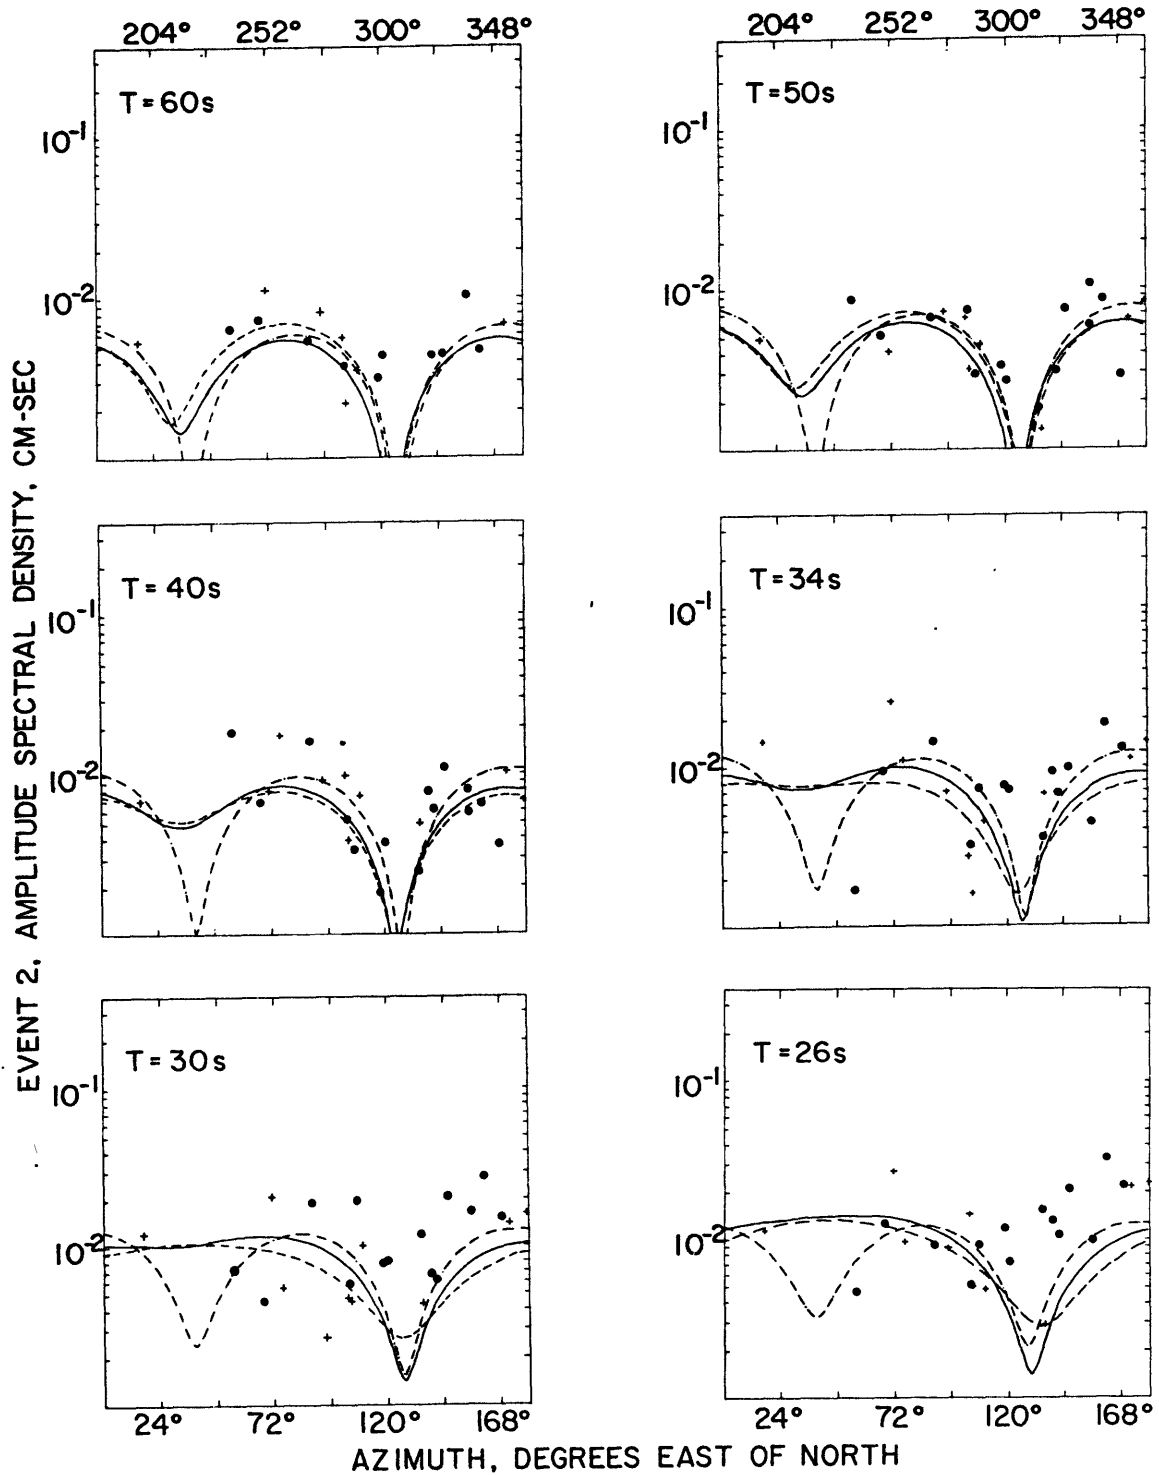 204° 252° 300° 348°
204° 252° 300° 348°
T=60s
T=50s
10-1
10-1
10-2
10-2
T=40s
T=34s
10-1
10-1
10-2
10-2
T=30s
T=26s
10-1
10-1
10-2
10-2
24° 72° 120° 168°
24° 72° 120° 168°
AZIMUTH, DEGREES EAST OF NORTH
EVENT 2, AMPLITUDE SPECTRAL DENSITY, CM-SEC